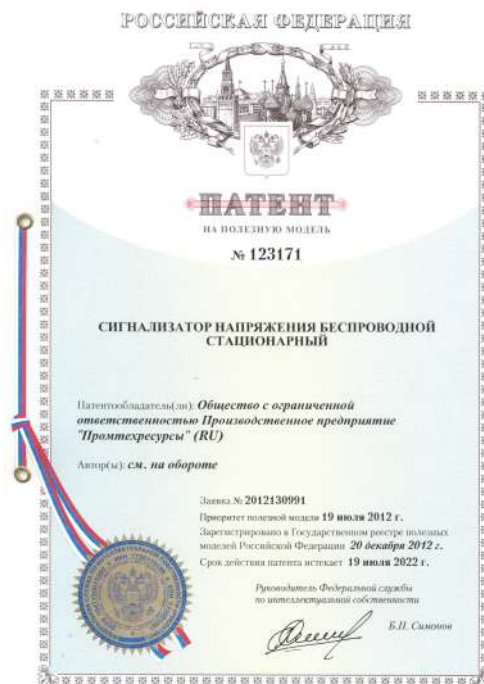 РОССИЙСКАЯ ФЕДЕРАЦИЯ
ПАТЕНТ
НА ПОЛЕЗНУЮ МОДЕЛЬ
№ 123171
СИГНАЛИЗАТОР НАПРЯЖЕНИЯ БЕСПРОВОДНОЙ
СТАЦИОНАРНЫЙ
Патентообладатель(ли): Общество с ограниченной
ответственностью Производственное предприятие
"Промтехресурсы" (RU)
Автор(ы): см. на обороте
Заявка № 2012130991
Приоритет полезной модели 19 июля 2012 г.
Зарегистрировано в Государственном реестре полезных
моделей Российской Федерации 20 декабря 2012 г.
Срок действия патента истекает 19 июля 2022 г.
Руководитель Федеральной службы
по интеллектуальной собственности
Б.П. Симонов